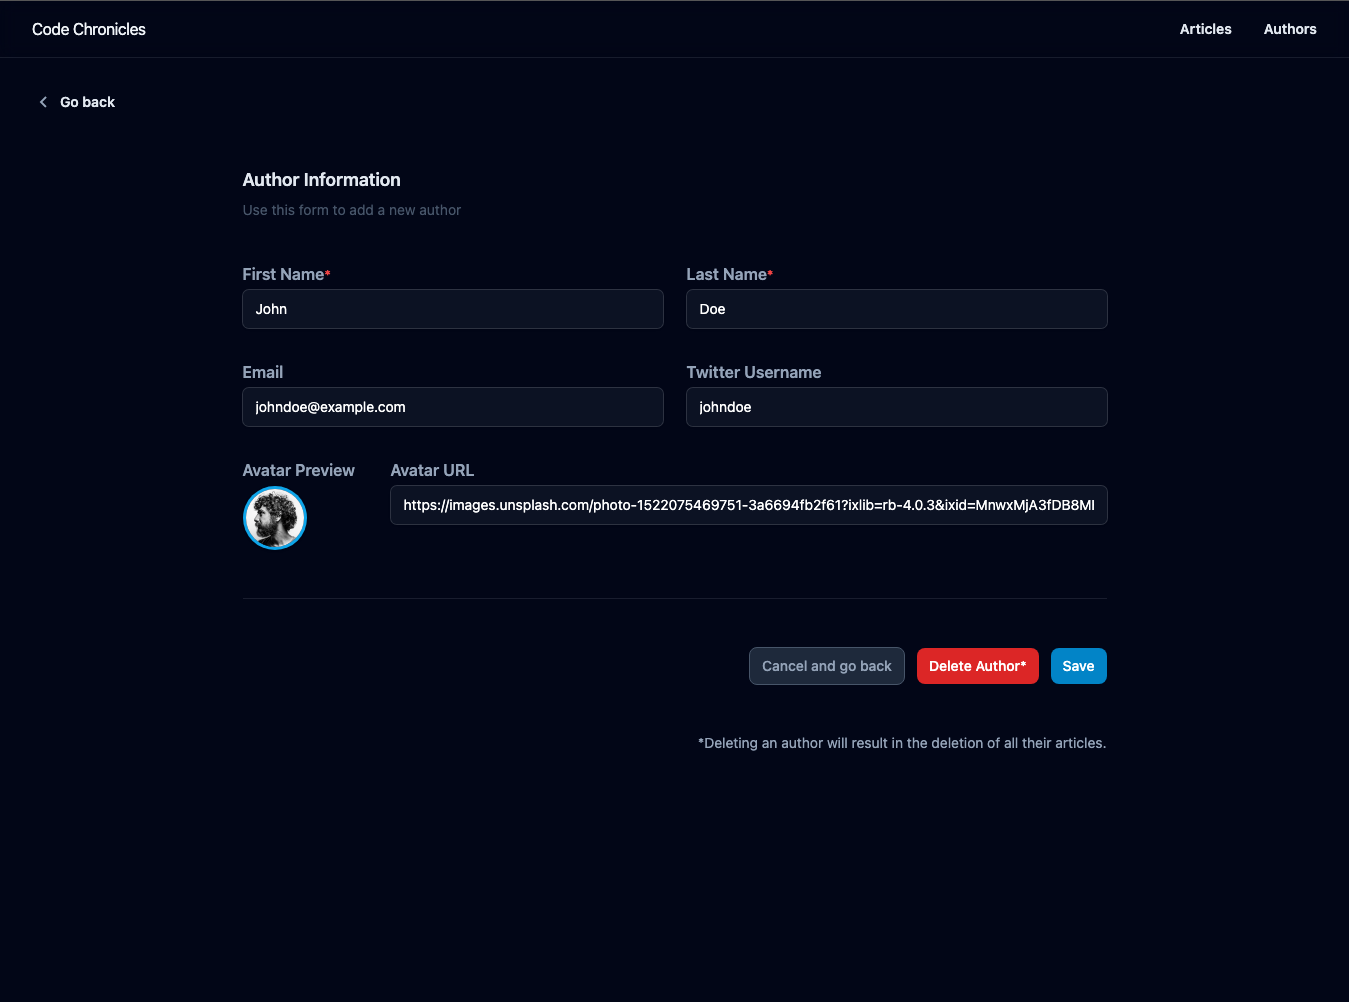 Code Chronicles
Articles
Authors
Go back
Author Information
Use this form to add a new author
First Name*
Last Name*
John
Doe
Email
Twitter Username
johndoe@example.com
johndoe
Avatar Preview
Avatar URL
https://images.unsplash.com/photo-1522075469751-3a6694fb2f61?ixlib=rb-4.0.3&ixid=MnwxMjA3fDB8MI
Cancel and go back
Delete Author*
Save
*Deleting an author will result in the deletion of all their articles.